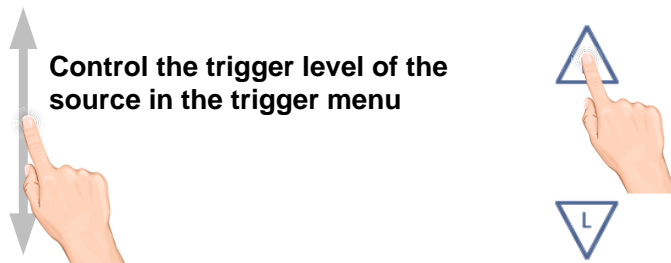 Control the trigger level of the
source in the trigger menu
L